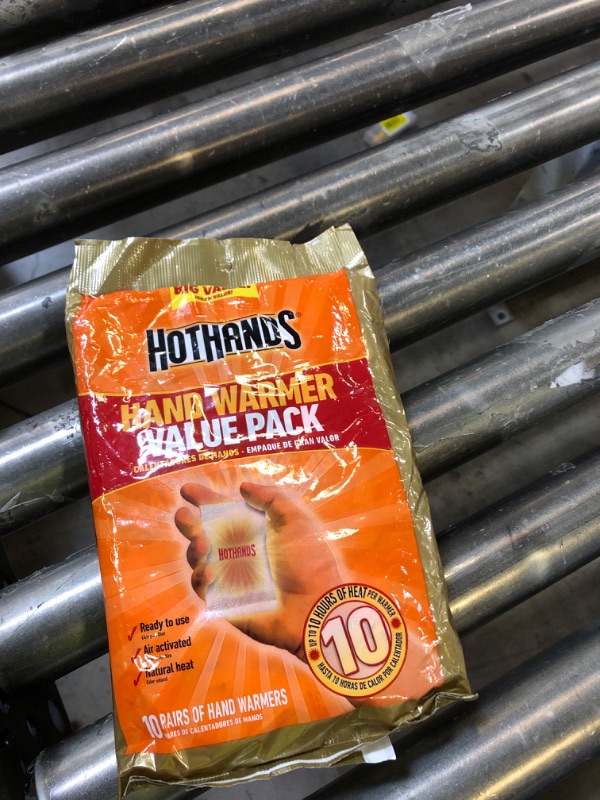 BIG VALUE
HOTHANDS®
HAND WARMER
VALUE PACK
CALENTADORES DE MANOS - EMPAQUE DE GRAN VALOR
HOTHANDS
Ready to use
Air activated
Natural heat
Calor natural
UP TO 10 HOURS OF HEAT PER WARMER
10
HASTA 10 HORAS DE CALOR POR CALENTADOR
10 PAIRS OF HAND WARMERS
PARES DE CALENTADORES DE MANOS